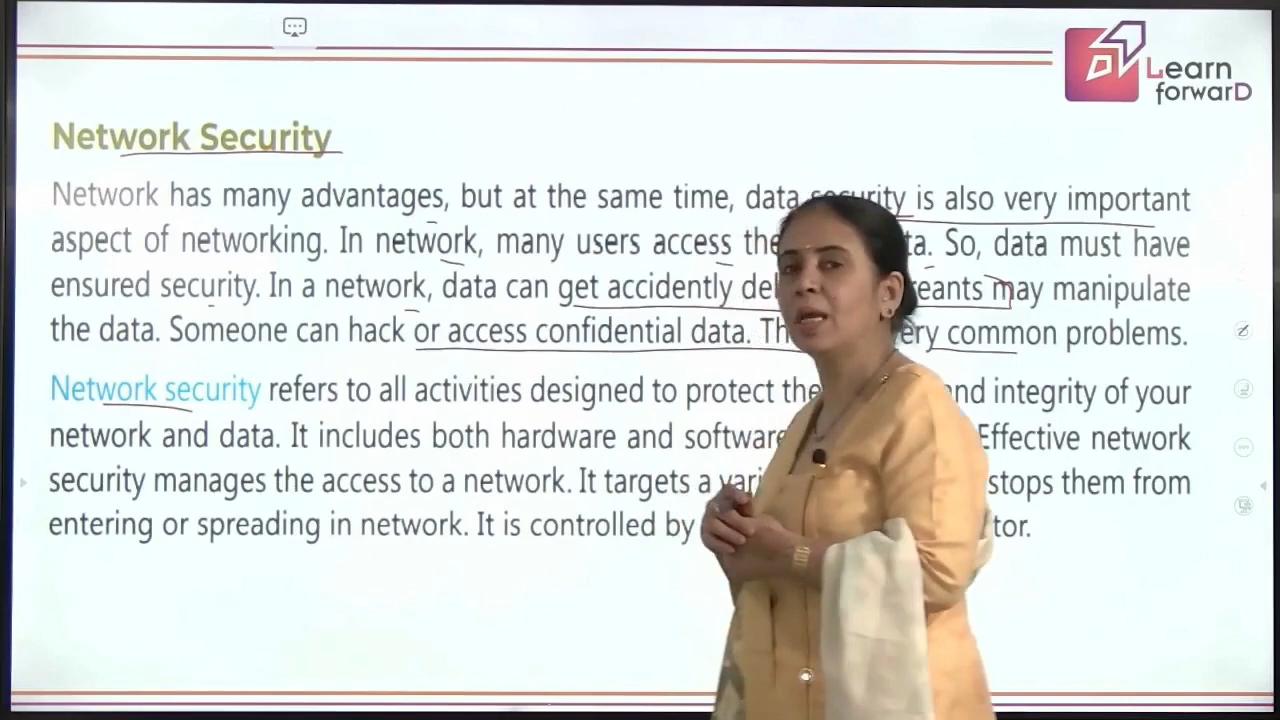 Learn
forwarD
Network Security
Network has many advantages, but at the same time, data security is also very important
aspect of networking. In network, many users access the ta. So, data must have
ensured security. In a network, data can get accidently del reants may manipulate
the data. Someone can hack or access confidential data. Th ery common problems.
Network security refers to all activities designed to protect the and integrity of your
network and data. It includes both hardware and software Effective network
security manages the access to a network. It targets a vari stops them from
entering or spreading in network. It is controlled by tor.